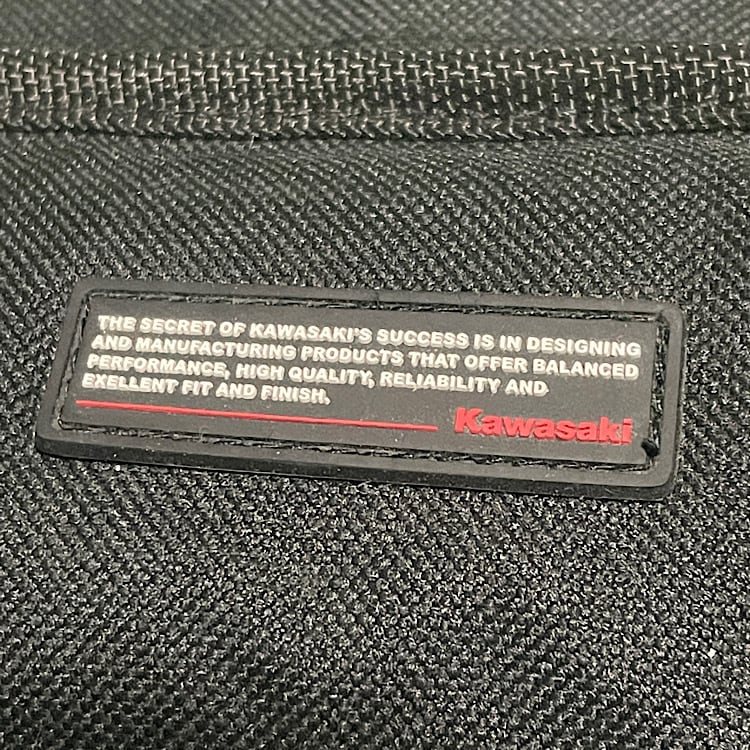 THE SECRET OF KAWASAKI'S SUCCESS IS IN DESIGNING
AND MANUFACTURING PRODUCTS THAT OFFER BALANCED
PERFORMANCE, HIGH QUALITY, RELIABILITY AND
EXELLENT FIT AND FINISH.
Kawasaki